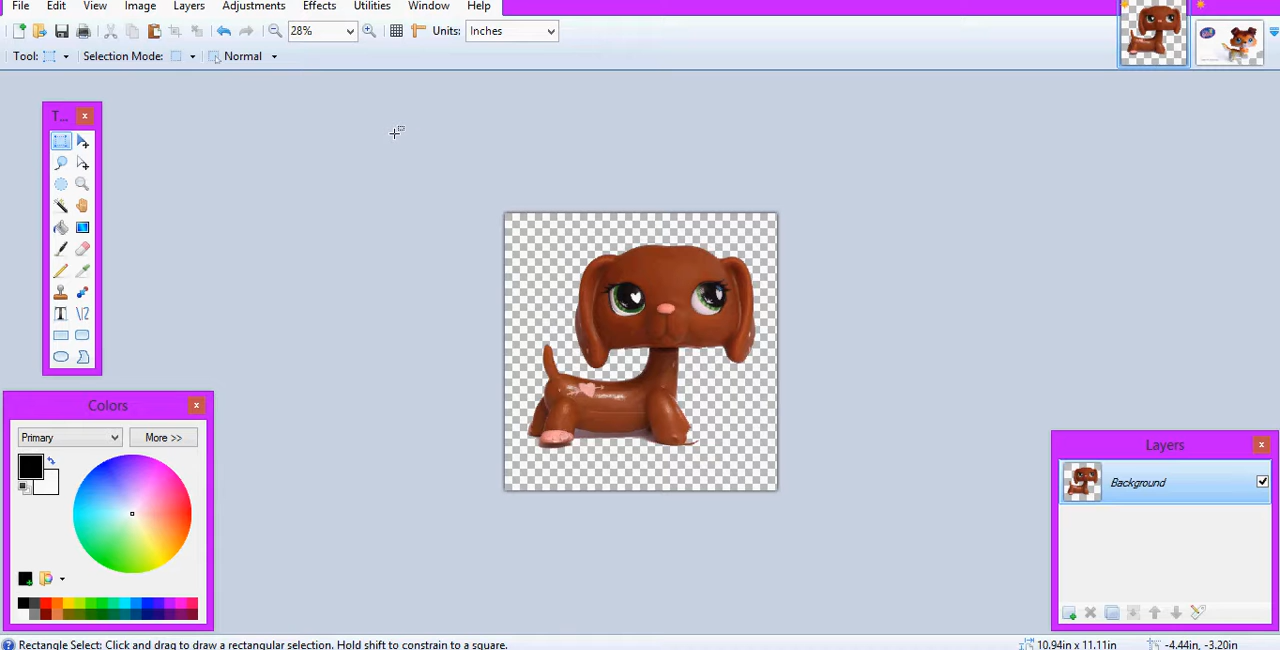 File Edit View Image Layers Adjustments Effects Utilities Window Help
28% Units: Inches
Tool: Selection Mode: Normal
T...
Colors
Primary More >>
Layers
Background
Rectangle Select: Click and drag to draw a rectangular selection. Hold shift to constrain to a square. 10.94in x 11.11in -4.44in, -3.20in